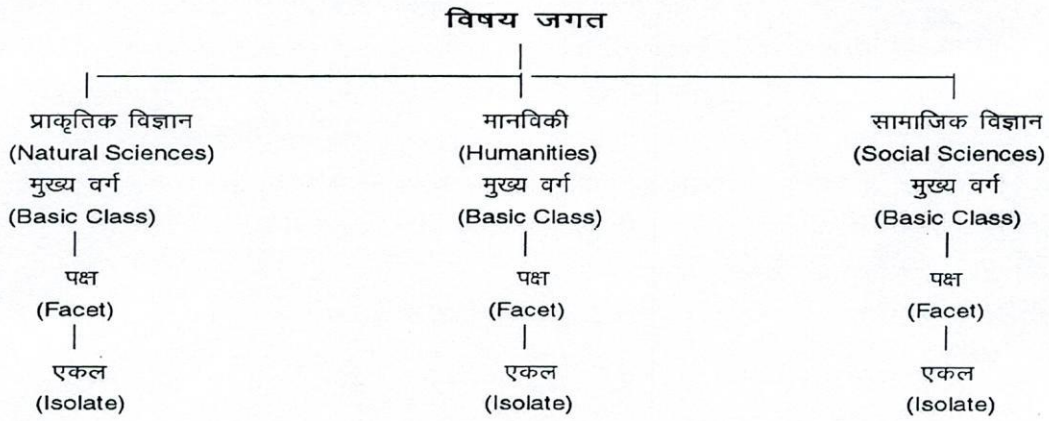 विषय जगत
प्राकृतिक विज्ञान मानविकी सामाजिक विज्ञान
(Natural Sciences) (Humanities) (Social Sciences)
मुख्य वर्ग मुख्य वर्ग मुख्य वर्ग
(Basic Class) (Basic Class) (Basic Class)
पक्ष पक्ष पक्ष
(Facet) (Facet) (Facet)
एकल एकल एकल
(Isolate) (Isolate) (Isolate)